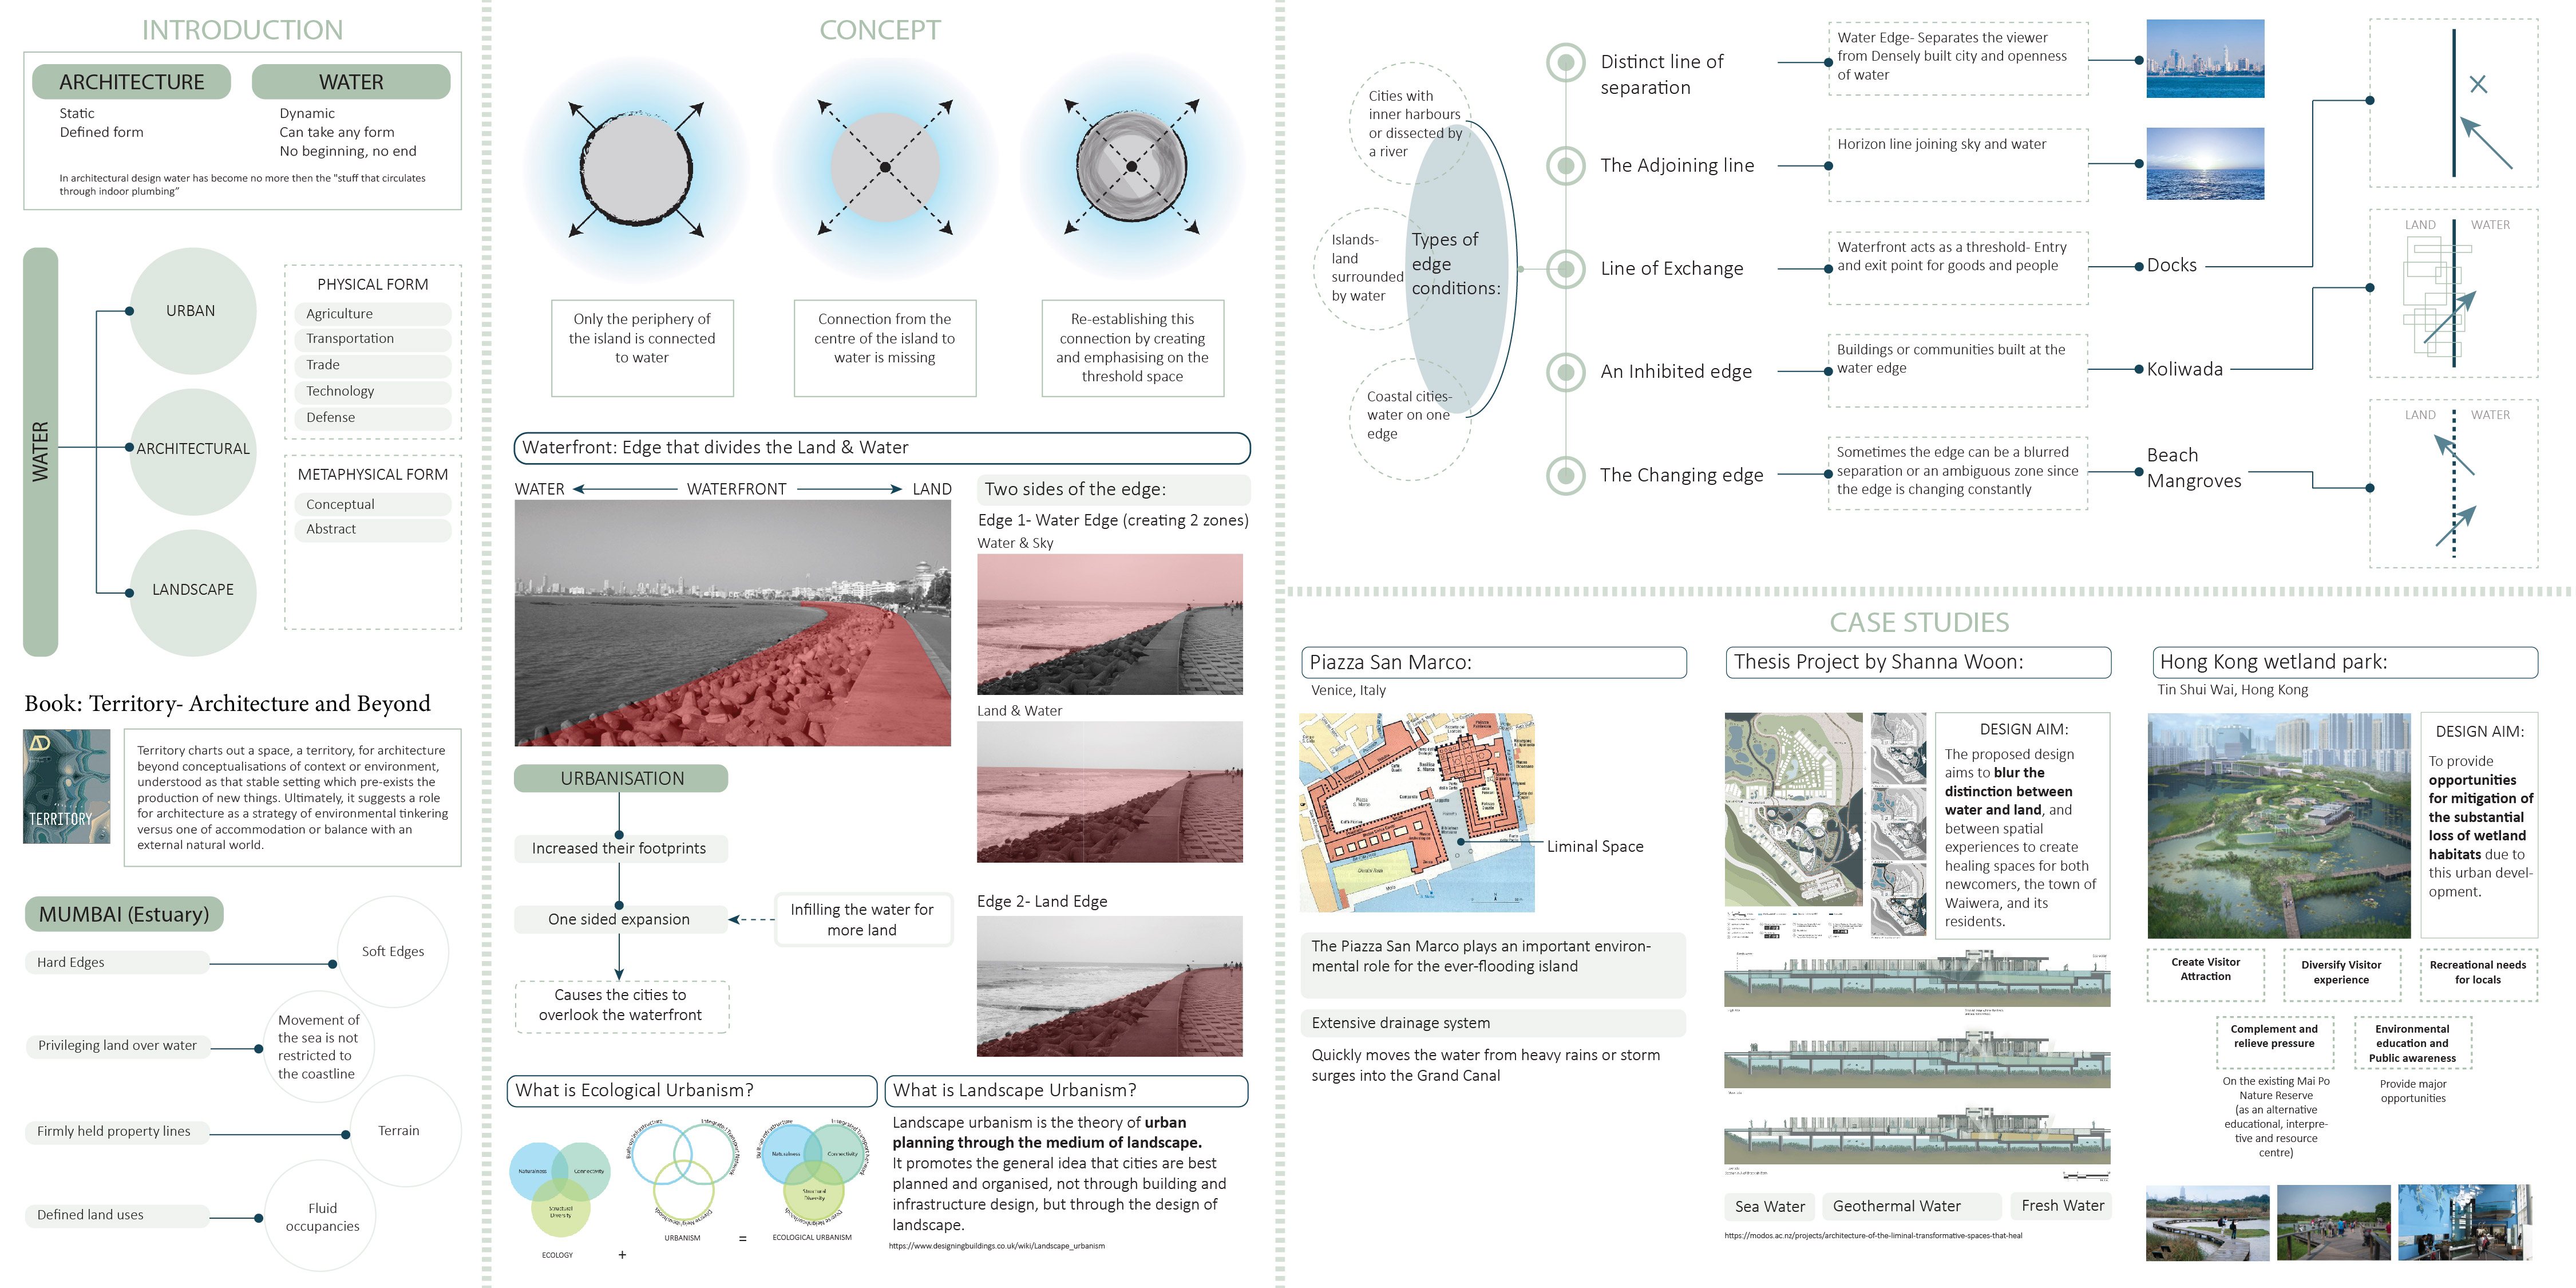 INTRODUCTION
ARCHITECTURE
Static
Defined form
WATER
Dynamic
Can take any form
No beginning, no end
In architectural design water has become no more then the "stuff that circulates
through indoor plumbing”
WATER
URBAN
ARCHITECTURAL
LANDSCAPE
PHYSICAL FORM
Agriculture
Transportation
Trade
Technology
Defense
METAPHYSICAL FORM
Conceptual
Abstract
Book: Territory- Architecture and Beyond
AD
TERRITORY
Territory charts out a space, a territory, for architecture
beyond conceptualisations of context or environment,
understood as that stable setting which pre-exists the
production of new things. Ultimately, it suggests a role
for architecture as a strategy of environmental tinkering
versus one of accommodation or balance with an
external natural world.
MUMBAI (Estuary)
Hard Edges
Soft Edges
Privileging land over water
Movement of
the sea is not
restricted to
the coastline
Firmly held property lines
Terrain
Defined land uses
Fluid
occupancies
CONCEPT
Only the periphery of
the island is connected
to water
Connection from the
centre of the island to
water is missing
Re-establishing this
connection by creating
and emphasising on the
threshold space
Waterfront: Edge that divides the Land & Water
WATER
WATERFRONT
LAND
Two sides of the edge:
Edge 1- Water Edge (creating 2 zones)
Water & Sky
Land & Water
Edge 2- Land Edge
URBANISATION
Increased their footprints
One sided expansion
Infilling the water for
more land
Causes the cities to
overlook the waterfront
What is Ecological Urbanism?
Naturalness
Connectivity
Structural
Diversity
ECOLOGY
+
URBANISM
=
Naturalness
Connectivity
Structural
Diversity
ECOLOGICAL URBANISM
What is Landscape Urbanism?
Landscape urbanism is the theory of urban
planning through the medium of landscape.
It promotes the general idea that cities are best
planned and organised, not through building and
infrastructure design, but through the design of
landscape.
https://www.designingbuildings.co.uk/wiki/Landscape_urbanism
Cities with
inner harbours
or dissected by
a river
Islands-
land
surrounded
by water
Coastal cities-
water on one
edge
Types of
edge
conditions:
Distinct line of
separation
Water Edge- Separates the viewer
from Densely built city and openness
of water
The Adjoining line
Horizon line joining sky and water
Line of Exchange
Waterfront acts as a threshold- Entry
and exit point for goods and people
Docks
An Inhibited edge
Buildings or communities built at the
water edge
Koliwada
The Changing edge
Sometimes the edge can be a blurred
separation or an ambiguous zone since
the edge is changing constantly
Beach
Mangroves
LAND
WATER
LAND
WATER
CASE STUDIES
Piazza San Marco:
Venice, Italy
Liminal Space
The Piazza San Marco plays an important environ-
mental role for the ever-flooding island
Extensive drainage system
Quickly moves the water from heavy rains or storm
surges into the Grand Canal
Thesis Project by Shanna Woon:
DESIGN AIM:
The proposed design
aims to blur the
distinction between
water and land, and
between spatial
experiences to create
healing spaces for both
newcomers, the town of
Waiwera, and its
residents.
Sea Water
Geothermal Water
Fresh Water
https://modos.ac.nz/projects/architecture-of-the-liminal-transformative-spaces-that-heal
Hong Kong wetland park:
Tin Shui Wai, Hong Kong
DESIGN AIM:
To provide
opportunities
for mitigation of
the substantial
loss of wetland
habitats due to
this urban devel-
opment.
Create Visitor
Attraction
Diversify Visitor
experience
Recreational needs
for locals
Complement and
relieve pressure
On the existing Mai Po
Nature Reserve
(as an alternative
educational, interpre-
tive and resource
centre)
Environmental
education and
Public awareness
Provide major
opportunities